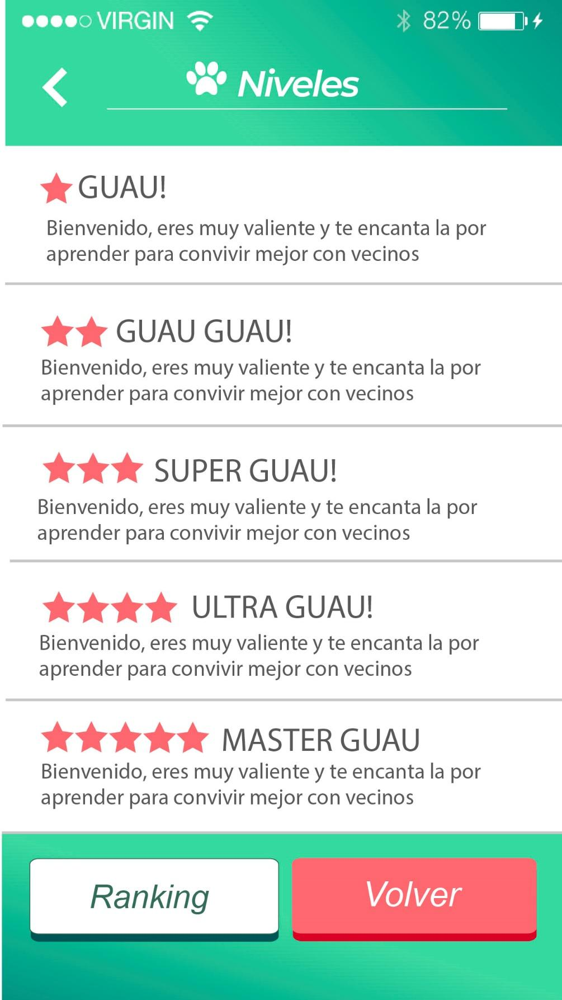 VIRGIN 82%
Niveles
GUAU!
Bienvenido, eres muy valiente y te encanta la por
aprender para convivir mejor con vecinos
GUAU GUAU!
Bienvenido, eres muy valiente y te encanta la por
aprender para convivir mejor con vecinos
SUPER GUAU!
Bienvenido, eres muy valiente y te encanta la por
aprender para convivir mejor con vecinos
ULTRA GUAU!
Bienvenido, eres muy valiente y te encanta la por
aprender para convivir mejor con vecinos
MASTER GUAU
Bienvenido, eres muy valiente y te encanta la por
aprender para convivir mejor con vecinos
Ranking Volver